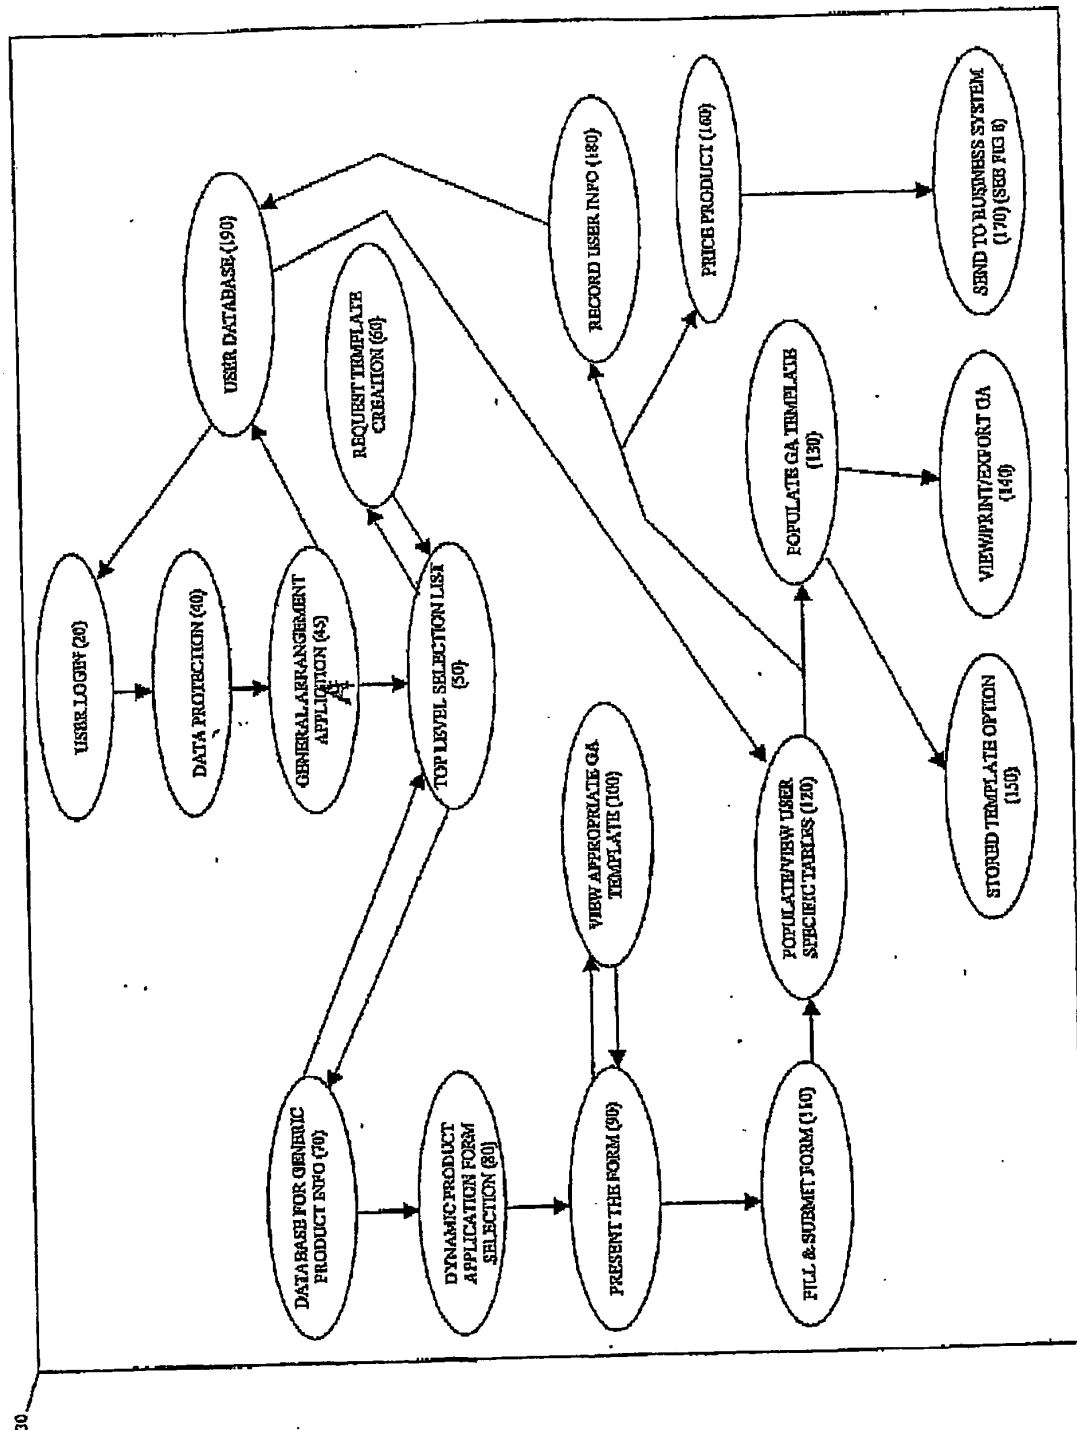 USER LOGIN (20)
DATA PROTECTION (40)
GENERAL ARRANGEMENT
APPLICTION (45)
TOP LEVEL SELECTION LIST
(50)
USER DATABASE (190)
REQUEST TEMPLATE
CREATION (60)
DATABASE FOR GENERIC
PRODUCT INFO (70)
DYNAMIC PRODUCT
APPLICATION FORM
SELECTION (80)
PRESENT THE FORM (90)
VIEW APPROPRIATE GA
TEMPLATE (100)
FILL & SUBMIT FORM (110)
POPULATE/VIEW USER
SPECIFIC TABLES (120)
RECORD USER INFO (180)
PRICE PRODUCT (160)
POPULATE GA TEMPLATE
(130)
STORED TEMPLATE OPTION
(150)
VIEW/PRINT/EXPORT GA
(140)
SEND TO BUSINESS SYSTEM
(170) (SEE FIG 8)
30